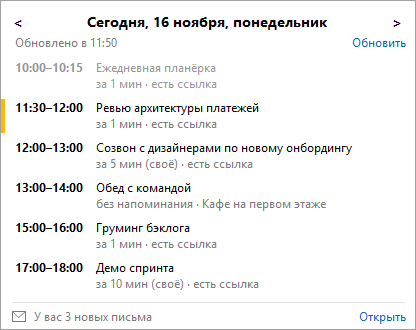 < Сегодня, 16 ноября, понедельник >
Обновлено в 11:50 Обновить
10:00–10:15 Ежедневная планёрка
за 1 мин · есть ссылка
11:30–12:00 Ревью архитектуры платежей
за 1 мин · есть ссылка
12:00–13:00 Созвон с дизайнерами по новому онбордингу
за 5 мин (своё) · есть ссылка
13:00–14:00 Обед с командой
без напоминания · Кафе на первом этаже
15:00–16:00 Груминг бэклога
за 1 мин · есть ссылка
17:00–18:00 Демо спринта
за 10 мин (своё) · есть ссылка
У вас 3 новых письма Открыть